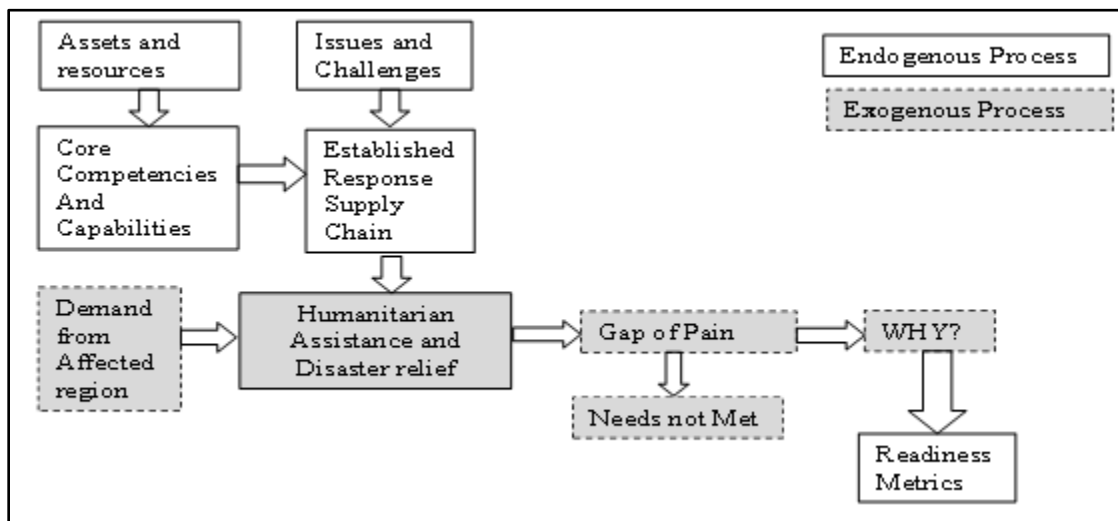 Assets and
resources
Issues and
Challenges
Endogenous Process
Exogenous Process
Core
Competencies
And
Capabilities
Established
Response
Supply
Chain
Demand
from
Affected
region
Humanitarian
Assistance and
Disaster relief
Gap of Pain
WHY?
Needs not Met
Readiness
Metrics